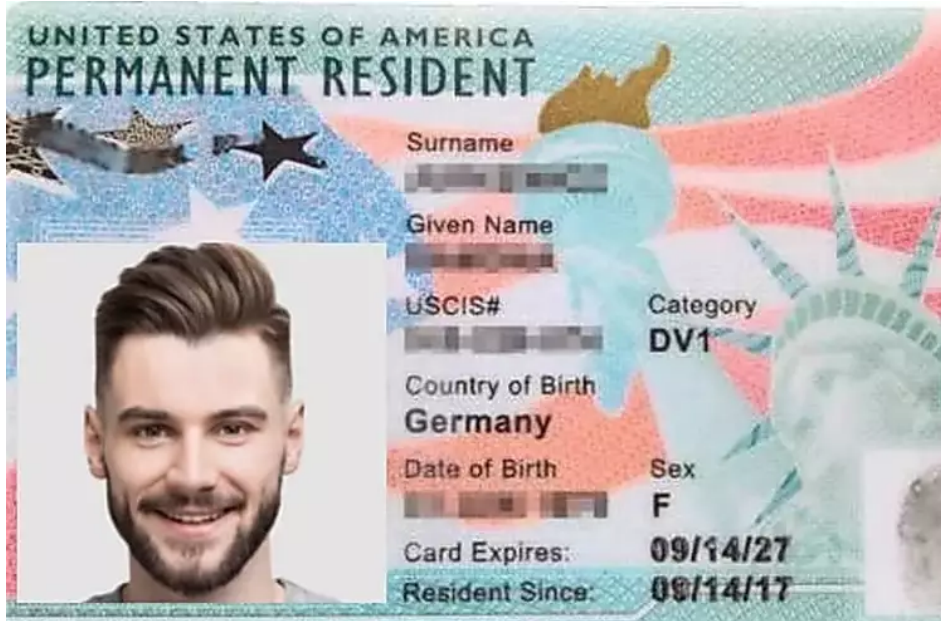 UNITED STATES OF AMERICA
PERMANENT RESIDENT
Surname
Given Name
USCIS#
Category
DV1
Country of Birth
Germany
Date of Birth
Sex
F
Card Expires: 09/14/27
Resident Since: 09/14/17